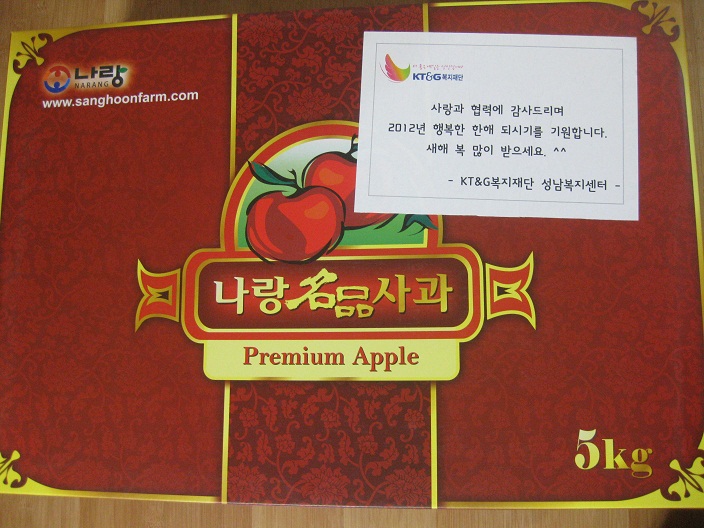 나랑
NARANG
www.sanghoonfarm.com
KT&G복지재단
사랑과 협력에 감사드리며
2012년 행복한 한해 되시기를 기원합니다.
새해 복 많이 받으세요. ^^
- KT&G복지재단 성남복지센터 -
나랑名品사과
Premium Apple
5kg